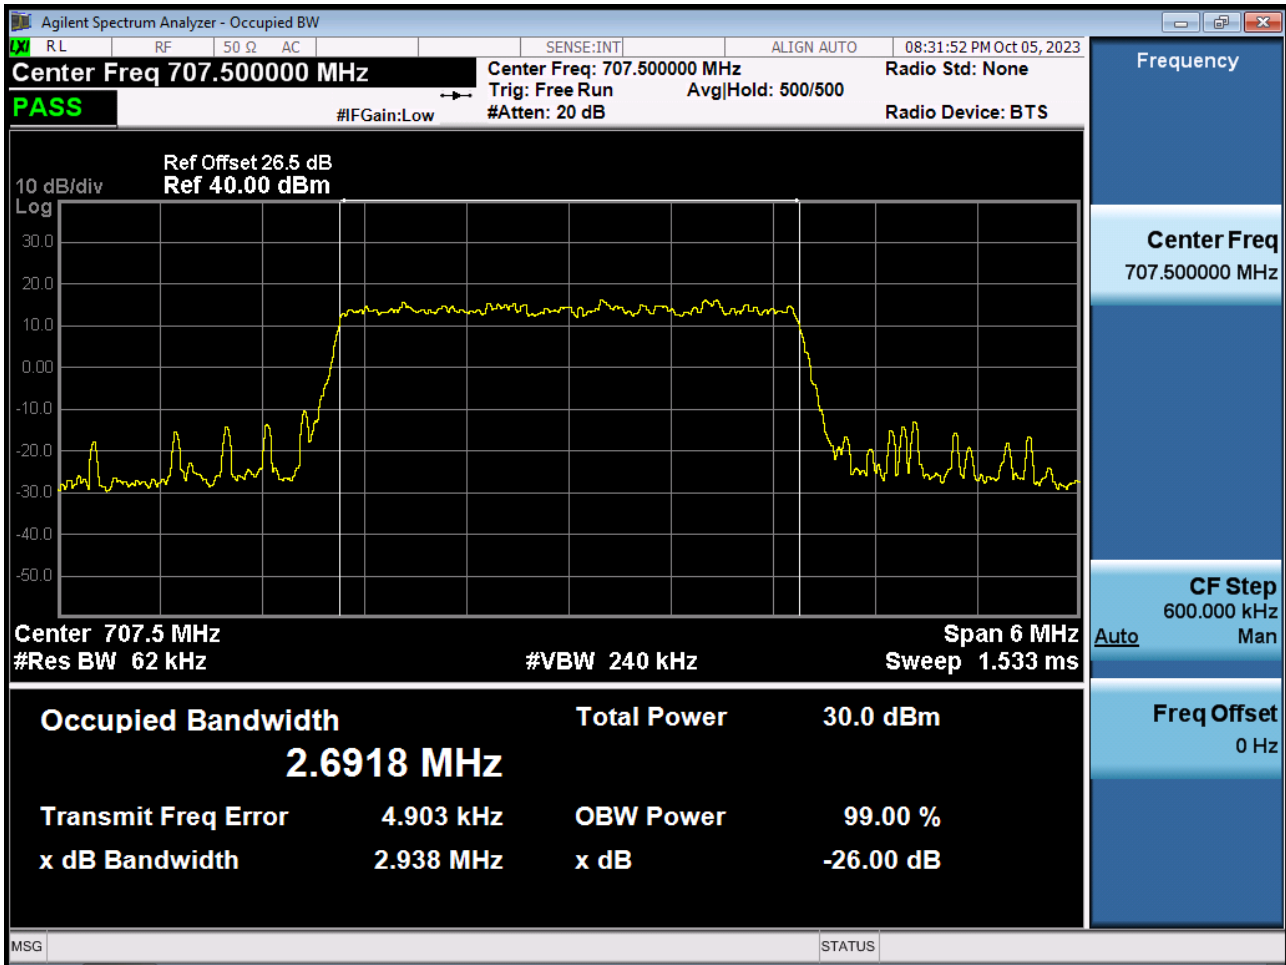 Agilent Spectrum Analyzer - Occupied BW
LXI RL RF 50 Ω AC SENSE:INT ALIGN AUTO 08:31:52 PM Oct 05, 2023
Center Freq 707.500000 MHz
Center Freq: 707.500000 MHz Radio Std: None
Trig: Free Run Avg|Hold: 500/500
PASS
#IFGain:Low #Atten: 20 dB Radio Device: BTS
Ref Offset 26.5 dB
10 dB/div Ref 40.00 dBm
Log
30.0
20.0
10.0
0.00
-10.0
-20.0
-30.0
-40.0
-50.0
Center 707.5 MHz Span 6 MHz
#Res BW 62 kHz #VBW 240 kHz Sweep 1.533 ms
Occupied Bandwidth Total Power 30.0 dBm
2.6918 MHz
Transmit Freq Error 4.903 kHz OBW Power 99.00 %
x dB Bandwidth 2.938 MHz x dB -26.00 dB
MSG STATUS
Frequency
Center Freq
707.500000 MHz
CF Step
600.000 kHz
Auto Man
Freq Offset
0 Hz